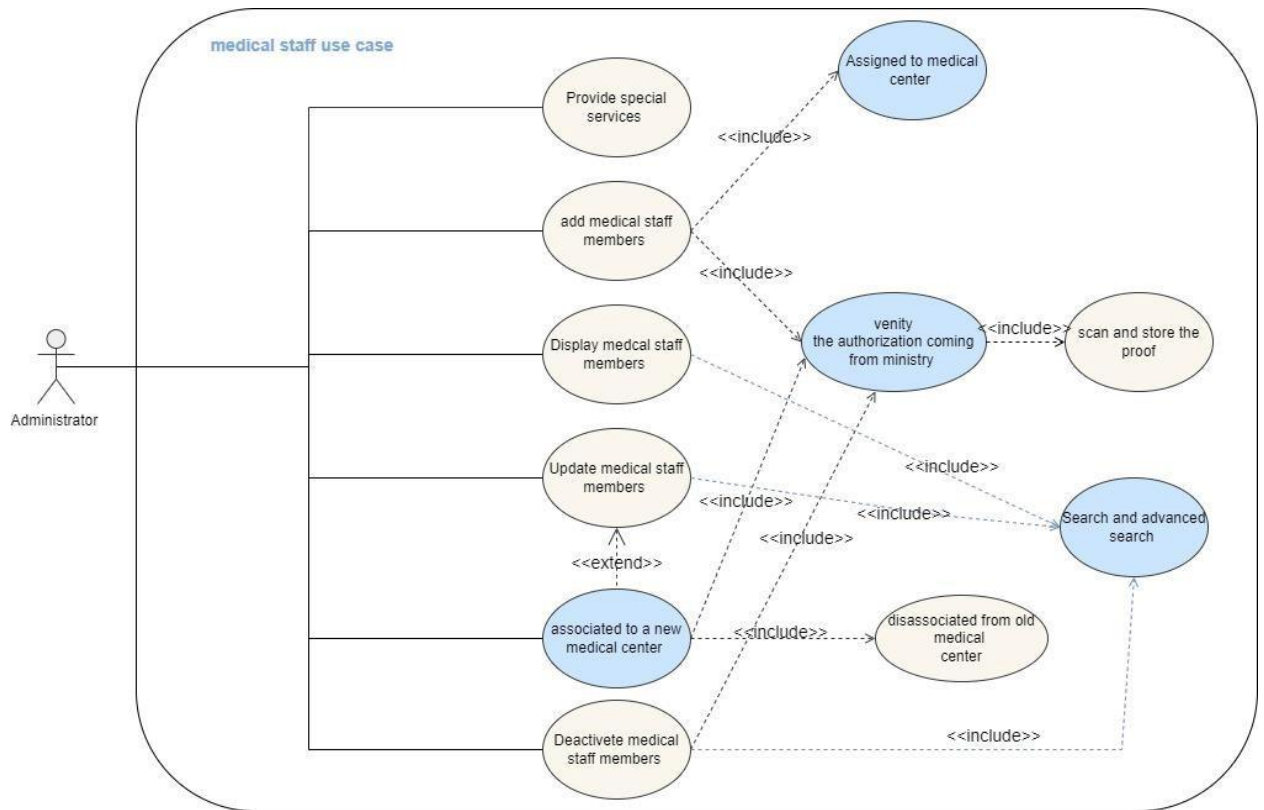 medical staff use case
Assigned to medical
center
Provide special
services
<<include>>
add medical staff
members
<<include>>
venity
the authorization coming
from ministry
<<include>>
scan and store the
proof
Display medcal staff
members
Administrator
<<include>>
Update medical staff
members
<<include>>
<<include>>
Search and advanced
search
<<include>>
<<extend>>
associated to a new
medical center
<<include>>
disassociated from old
medical
center
Deactivete medical
staff members
<<include>>